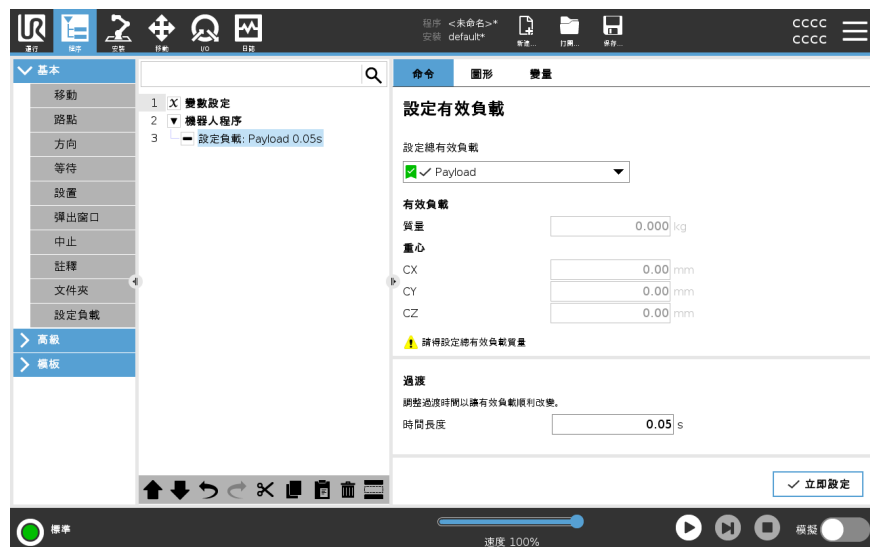 程序 <未命名>*
安裝 default*
運行 程序 安裝 移動 I/O 日誌 新建... 打開... 保存...
CCCC
CCCC
基本
移動
路點
方向
等待
設置
彈出窗口
中止
註釋
文件夾
設定負載
高級
模板
1 X 變數設定
2 機器人程序
3 設定負載: Payload 0.05s
命令 圖形 變量
設定有效負載
設定總有效負載
Payload
有效負載
質量 0.000 kg
重心
CX 0.00 mm
CY 0.00 mm
CZ 0.00 mm
請得設定總有效負載質量
過渡
調整過渡時間以讓有效負載順利改變。
時間長度 0.05 s
立即設定
標準
速度 100%
模擬